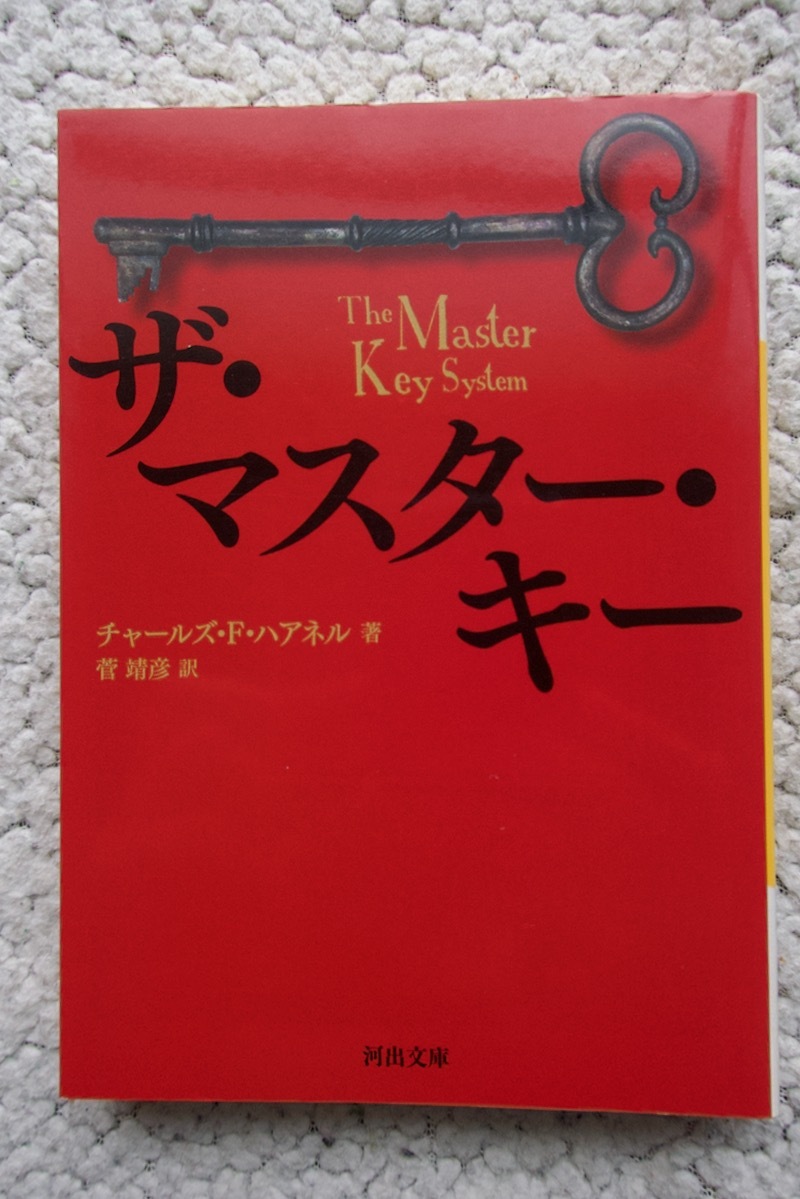 The Master
Key System
ザ・
マスター・
キー
チャールズ・F・ハアネル 著
菅 靖彦 訳
河出文庫